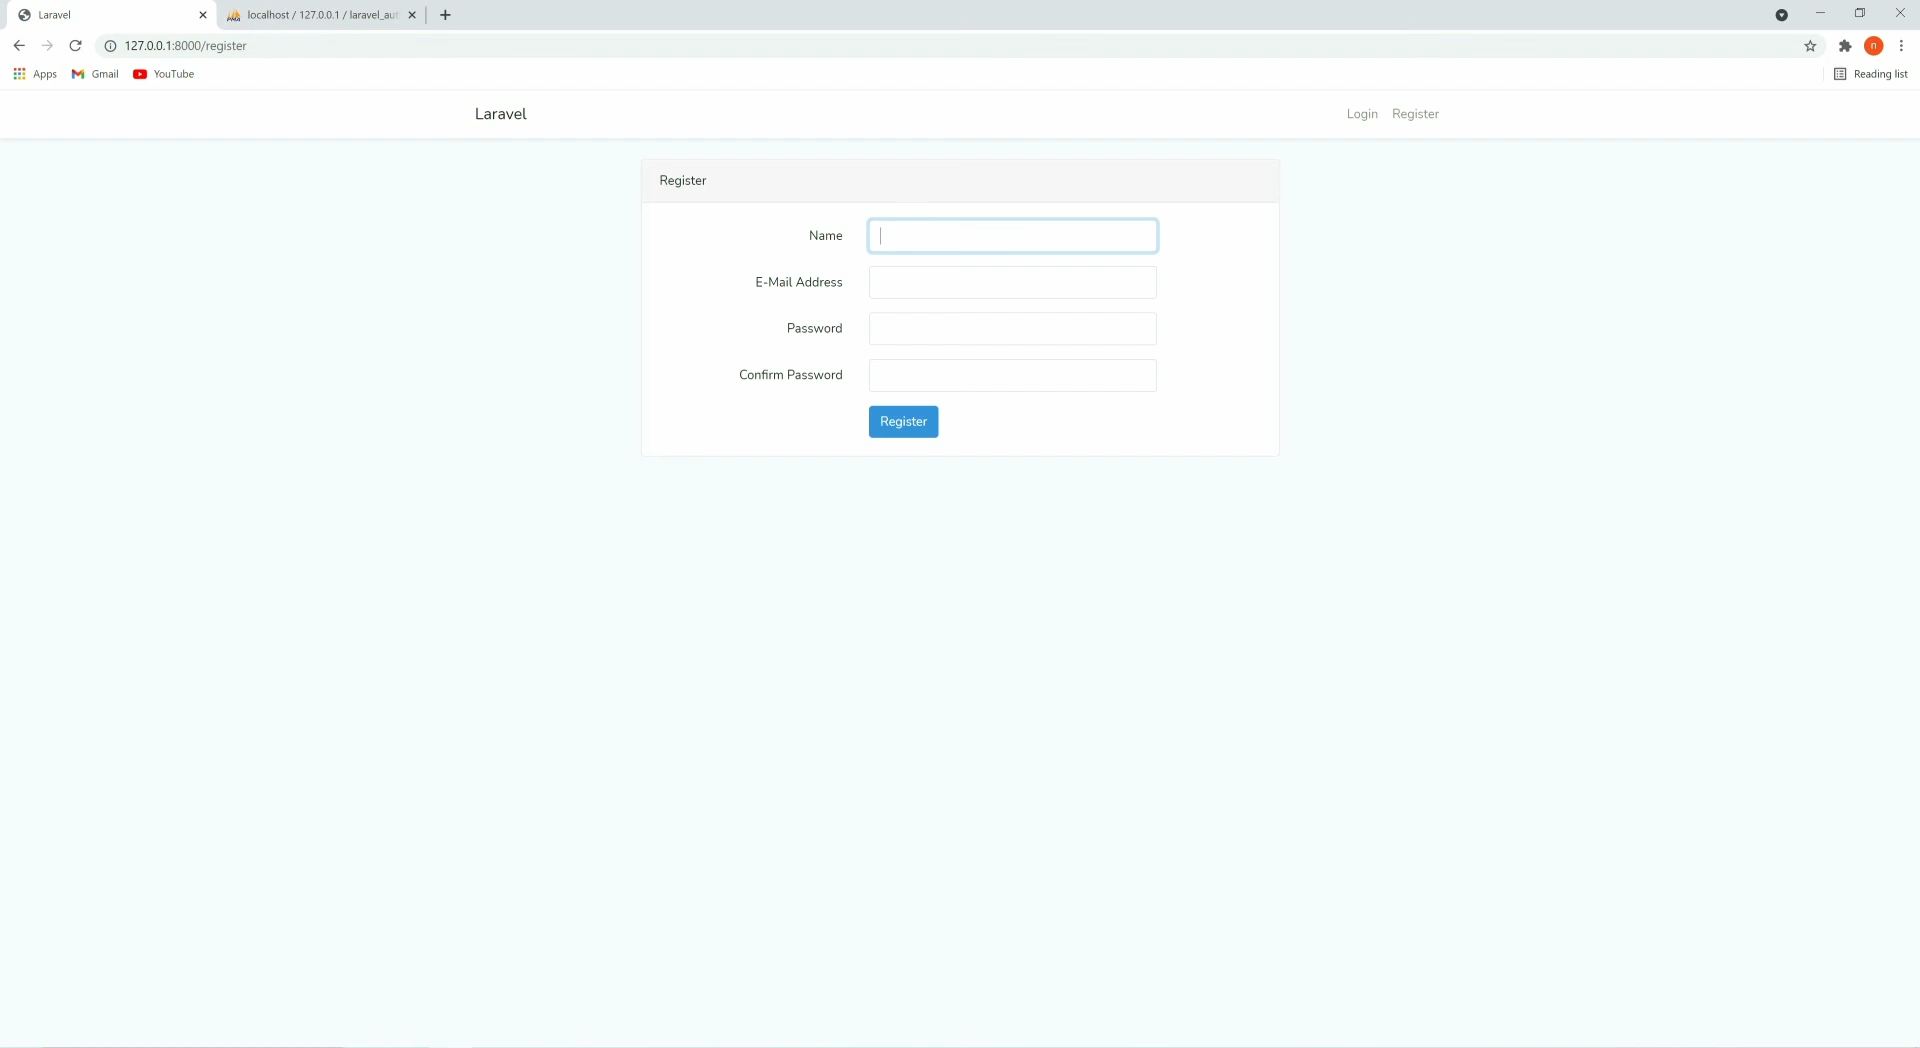 Laravel
localhost / 127.0.0.1 / laravel_aut
127.0.0.1:8000/register
n
Apps
Gmail
YouTube
Reading list
Laravel
Login
Register
Register
Name
E-Mail Address
Password
Confirm Password
Register